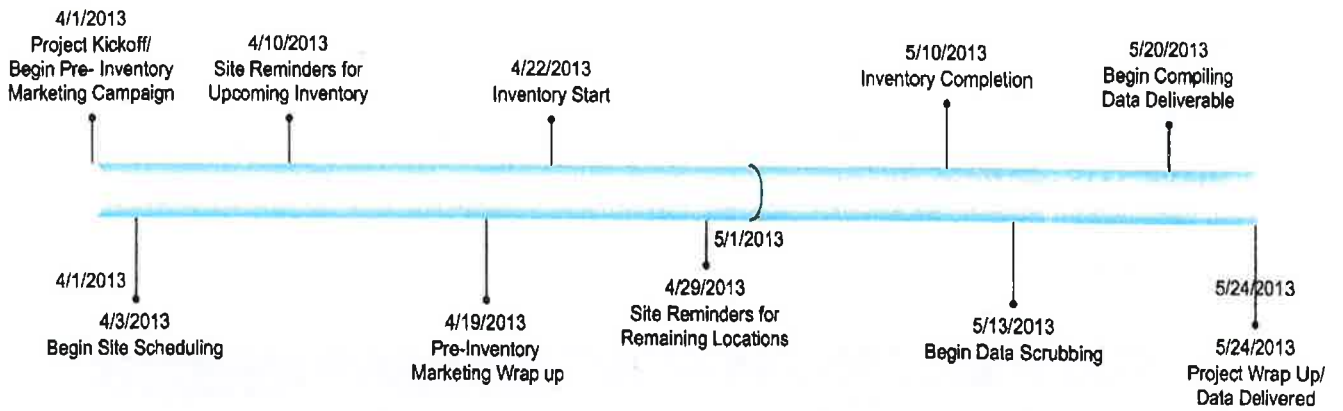 4/1/2013
Project Kickoff/
Begin Pre- Inventory
Marketing Campaign
4/10/2013
Site Reminders for
Upcoming Inventory
4/22/2013
Inventory Start
5/10/2013
Inventory Completion
5/20/2013
Begin Compiling
Data Deliverable
4/1/2013
4/3/2013
Begin Site Scheduling
4/19/2013
Pre-Inventory
Marketing Wrap up
5/1/2013
4/29/2013
Site Reminders for
Remaining Locations
5/13/2013
Begin Data Scrubbing
5/24/2013
5/24/2013
Project Wrap Up/
Data Delivered